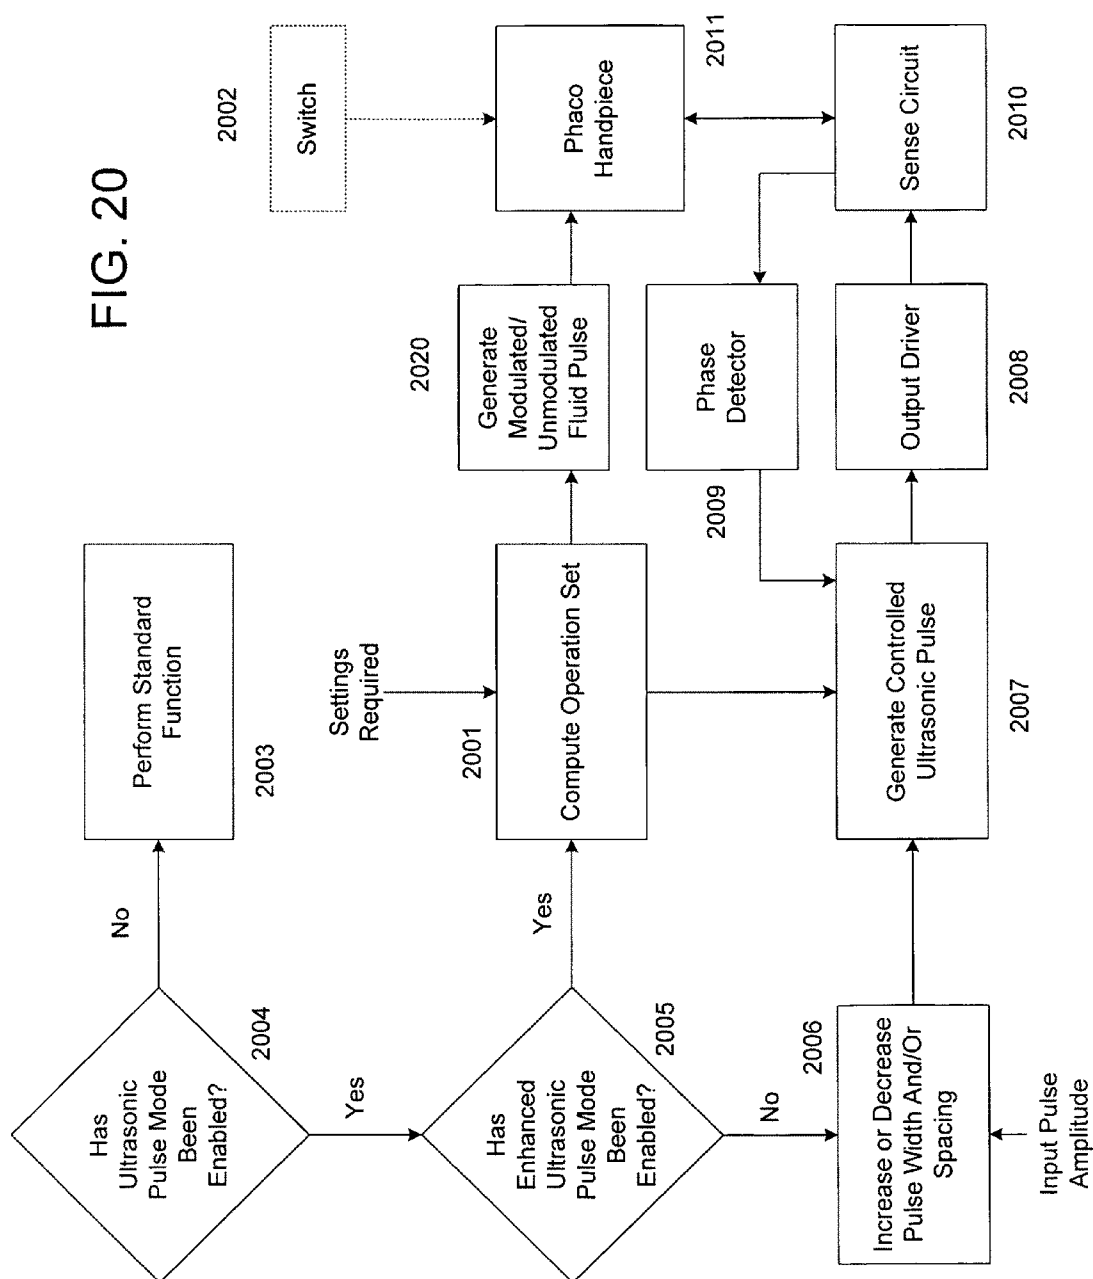 FIG. 20
Has
Ultrasonic
Pulse Mode
Been
Enabled?
2004
No
Perform Standard
Function
2003
Yes
Has
Enhanced
Ultrasonic
Pulse Mode
Been
Enabled?
2005
Yes
Settings
Required
2001
Compute Operation Set
2020
Generate
Modulated/
Unmodulated
Fluid Pulse
2002
Switch
Phaco
Handpiece
2011
No
2006
Increase or Decrease
Pulse Width And/Or
Spacing
Input Pulse
Amplitude
Generate Controlled
Ultrasonic Pulse
2007
2009
Phase
Detector
Output Driver
2008
Sense Circuit
2010